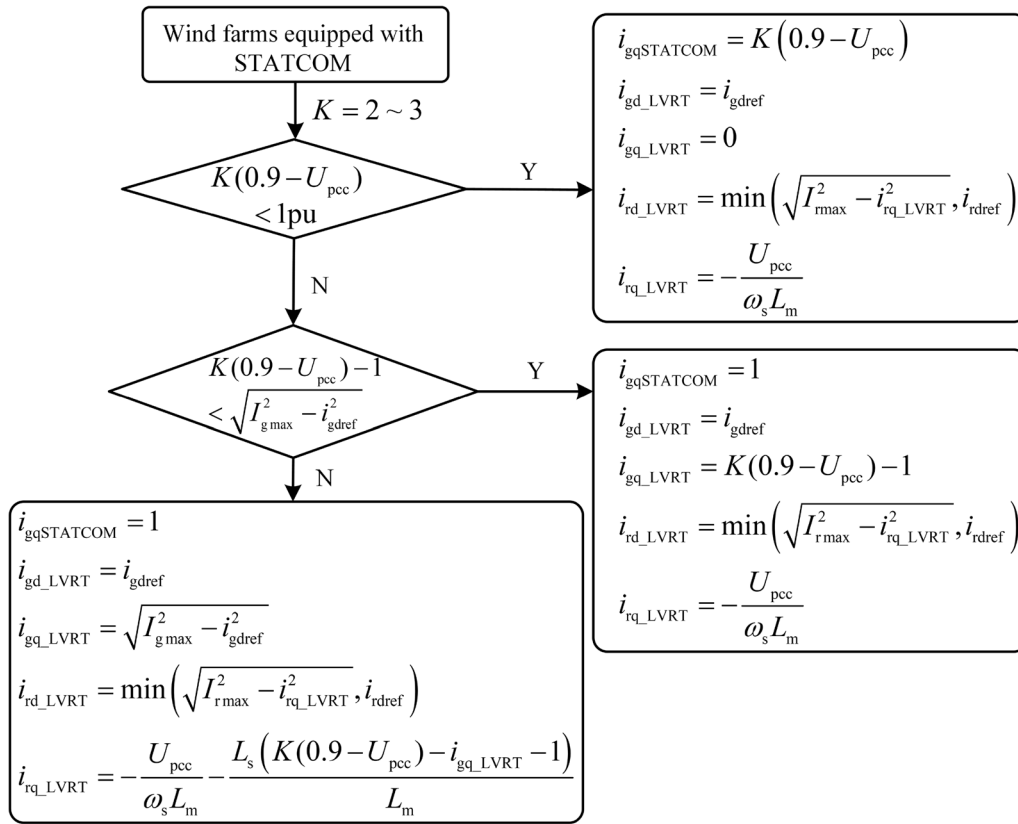 Wind farms equipped with
STATCOM
K = 2 ~ 3
K(0.9−U_pcc)
< 1pu
Y
i_gqSTATCOM = K(0.9−U_pcc)
i_gd_LVRT = i_gdref
i_gq_LVRT = 0
i_rd_LVRT = min(√(I²_rmax − i²_rq_LVRT), i_rdref)
i_rq_LVRT = −U_pcc/(ω_s L_m)
N
K(0.9−U_pcc)−1
< √(I²_gmax − i²_gdref)
Y
i_gqSTATCOM = 1
i_gd_LVRT = i_gdref
i_gq_LVRT = K(0.9−U_pcc)−1
i_rd_LVRT = min(√(I²_rmax − i²_rq_LVRT), i_rdref)
i_rq_LVRT = −U_pcc/(ω_s L_m)
N
i_gqSTATCOM = 1
i_gd_LVRT = i_gdref
i_gq_LVRT = √(I²_gmax − i²_gdref)
i_rd_LVRT = min(√(I²_rmax − i²_rq_LVRT), i_rdref)
i_rq_LVRT = −U_pcc/(ω_s L_m) − L_s(K(0.9−U_pcc)−i_gq_LVRT −1)/L_m